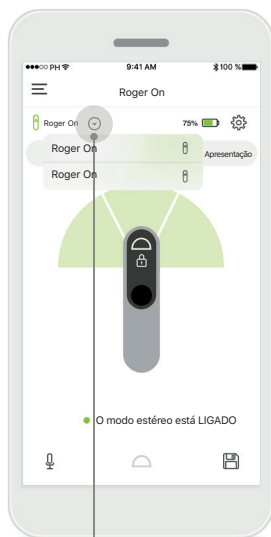 ●●●○○ PH 9:41 AM 100 %
Roger On
Roger On 75%
Roger On
Apresentação
Roger On
O modo estéreo está LIGADO